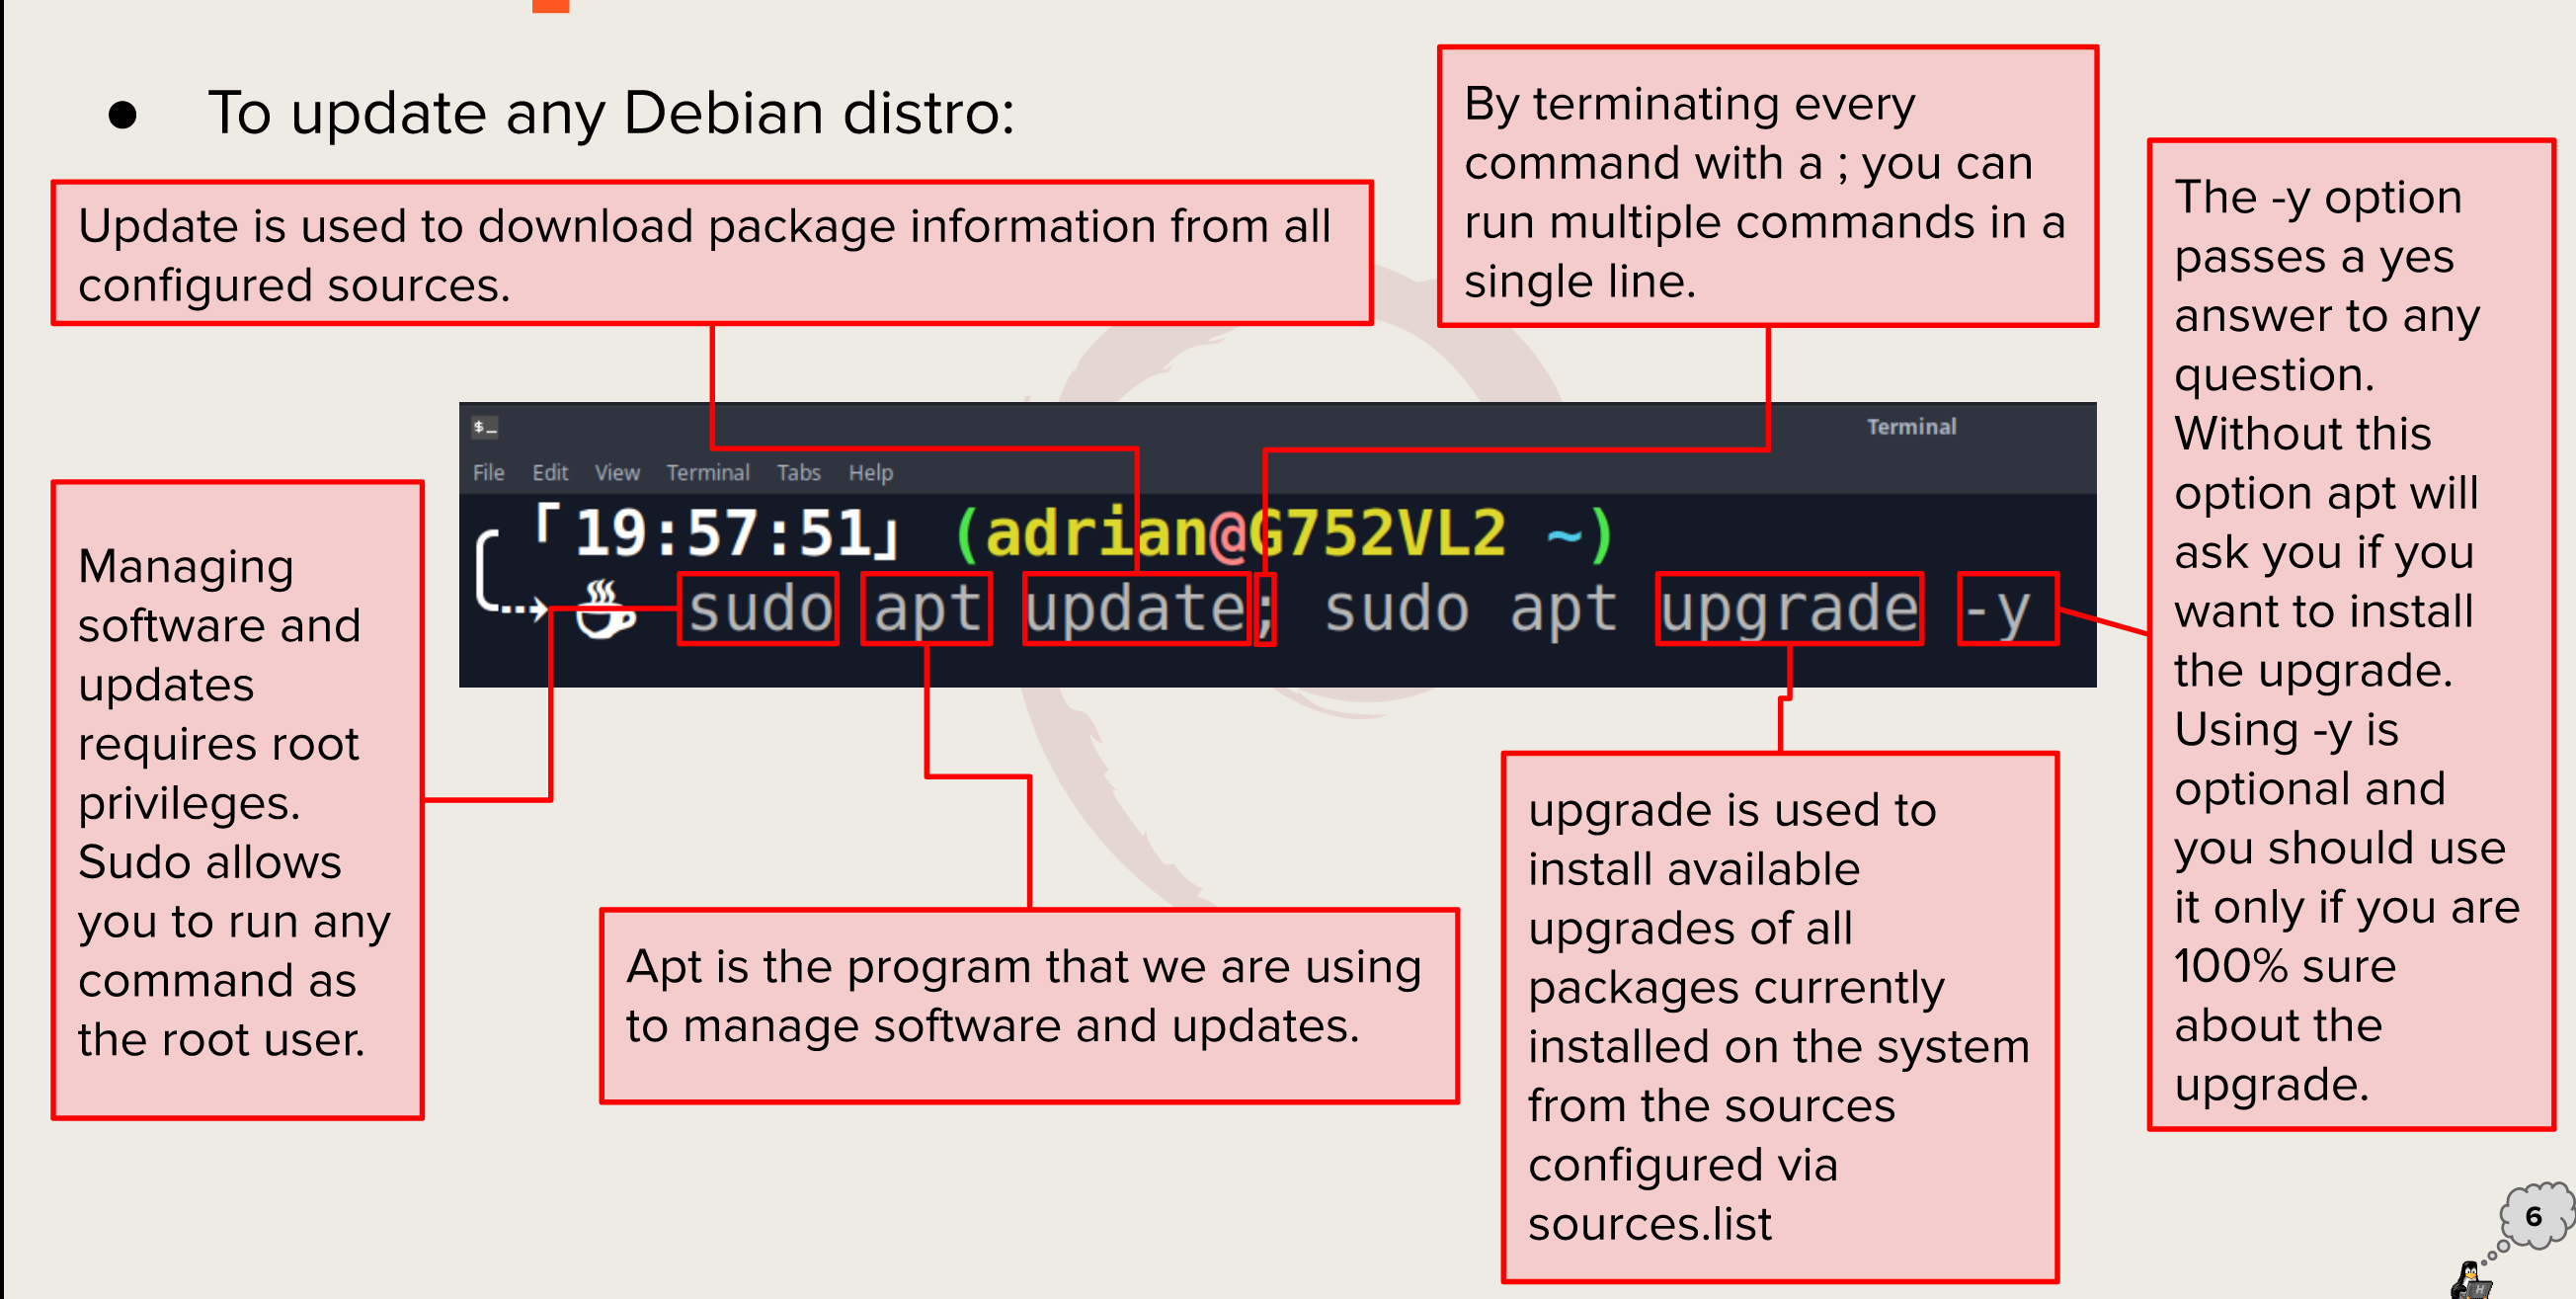 ● To update any Debian distro:
Update is used to download package information from all
configured sources.
By terminating every
command with a ; you can
run multiple commands in a
single line.
The -y option
passes a yes
answer to any
question.
Without this
option apt will
ask you if you
want to install
the upgrade.
Using -y is
optional and
you should use
it only if you are
100% sure
about the
upgrade.
$_
Terminal
File Edit View Terminal Tabs Help
「19:57:51」 (adrian@G752VL2 ~)
sudo apt update; sudo apt upgrade -y
Managing
software and
updates
requires root
privileges.
Sudo allows
you to run any
command as
the root user.
Apt is the program that we are using
to manage software and updates.
upgrade is used to
install available
upgrades of all
packages currently
installed on the system
from the sources
configured via
sources.list
6